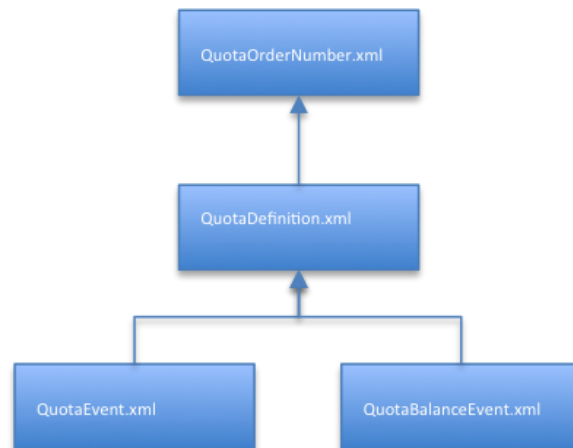 QuotaOrderNumber.xml
QuotaDefinition.xml
QuotaEvent.xml
QuotaBalanceEvent.xml